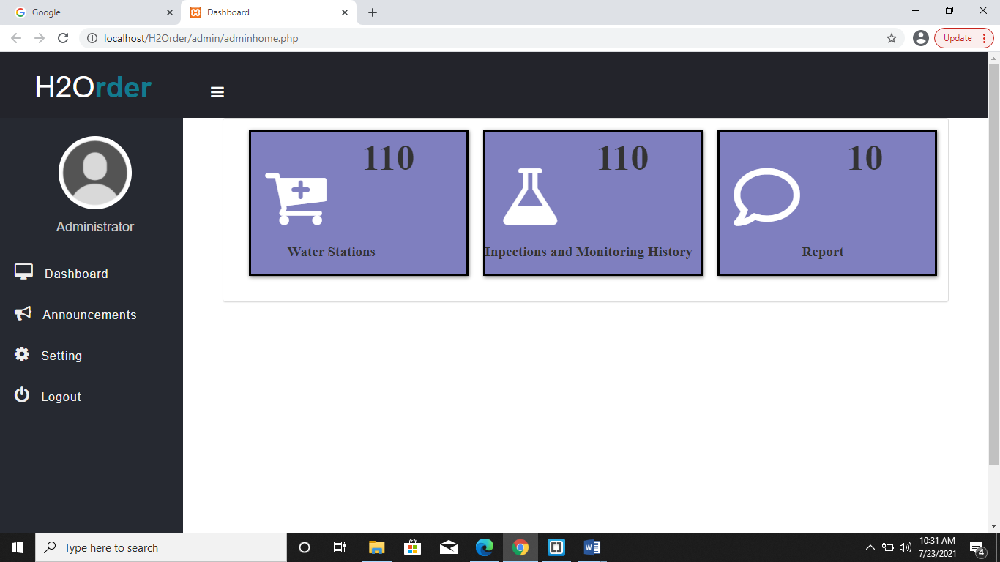 Google
Dashboard
localhost/H2Order/admin/adminhome.php
Update
H2Order
Administrator
Dashboard
Announcements
Setting
Logout
110
Water Stations
110
Inpections and Monitoring History
10
Report
Type here to search
10:31 AM
7/23/2021
4